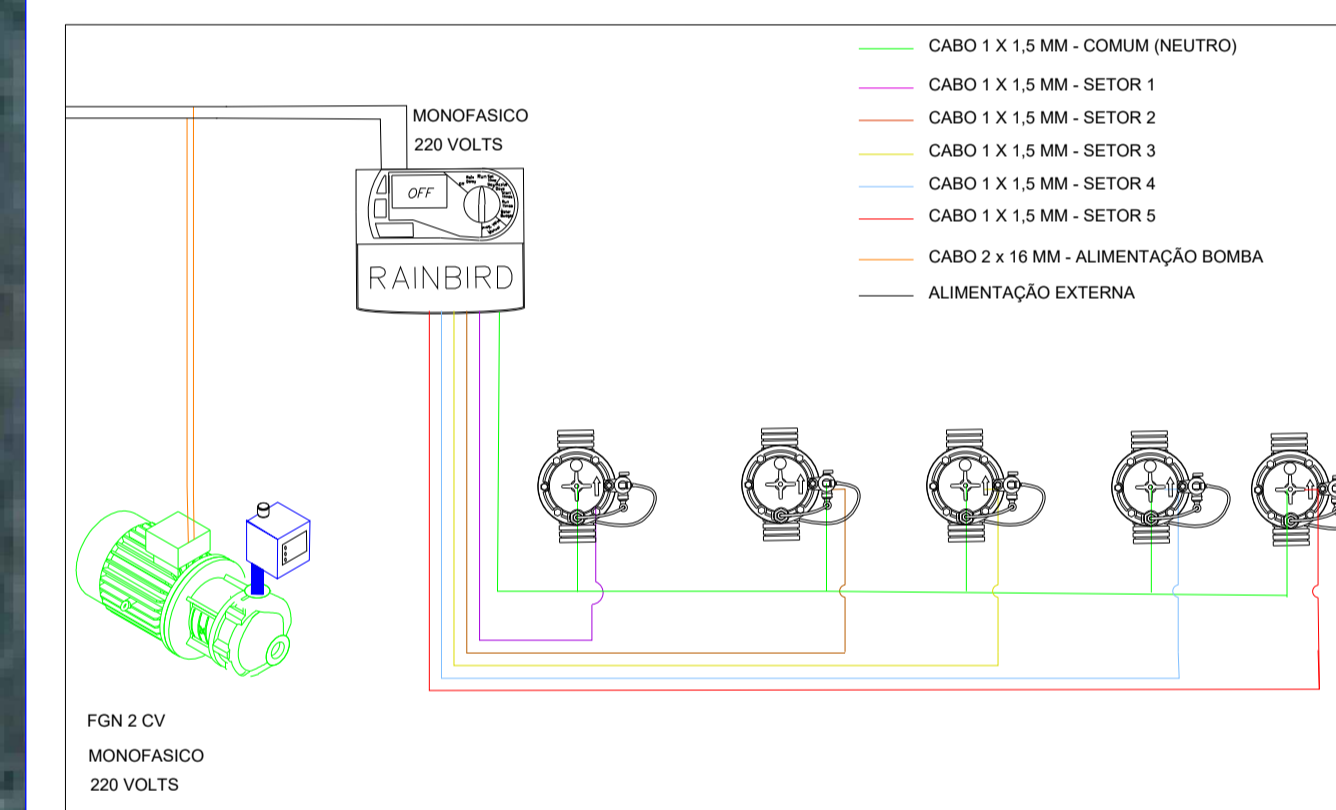 CABO 1 X 1,5 MM - COMUM (NEUTRO)
CABO 1 X 1,5 MM - SETOR 1
CABO 1 X 1,5 MM - SETOR 2
CABO 1 X 1,5 MM - SETOR 3
CABO 1 X 1,5 MM - SETOR 4
CABO 1 X 1,5 MM - SETOR 5
CABO 2 x 16 MM - ALIMENTAÇÃO BOMBA
ALIMENTAÇÃO EXTERNA
MONOFASICO
220 VOLTS
OFF
RAINBIRD
FGN 2 CV
MONOFASICO
220 VOLTS